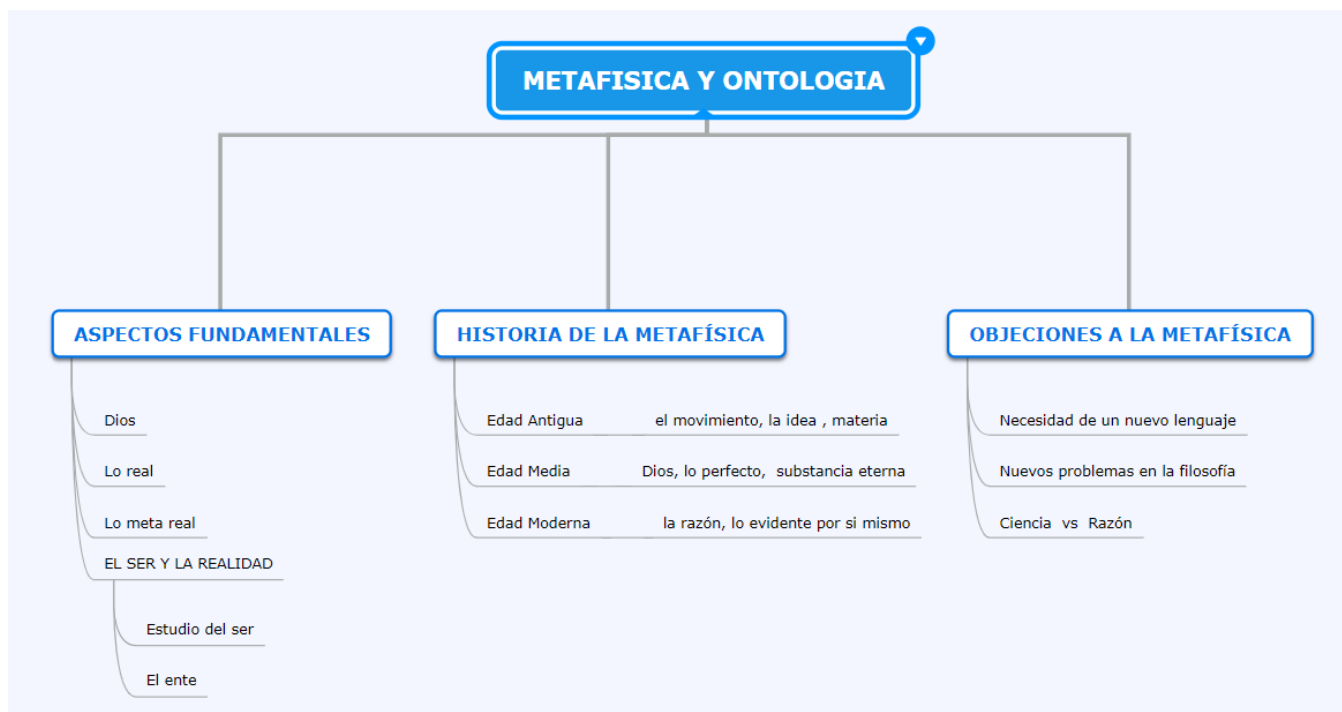 METAFISICA Y ONTOLOGIA
ASPECTOS FUNDAMENTALES
Dios
Lo real
Lo meta real
EL SER Y LA REALIDAD
Estudio del ser
El ente
HISTORIA DE LA METAFÍSICA
Edad Antigua el movimiento, la idea , materia
Edad Media Dios, lo perfecto, substancia eterna
Edad Moderna la razón, lo evidente por si mismo
OBJECIONES A LA METAFÍSICA
Necesidad de un nuevo lenguaje
Nuevos problemas en la filosofía
Ciencia vs Razón